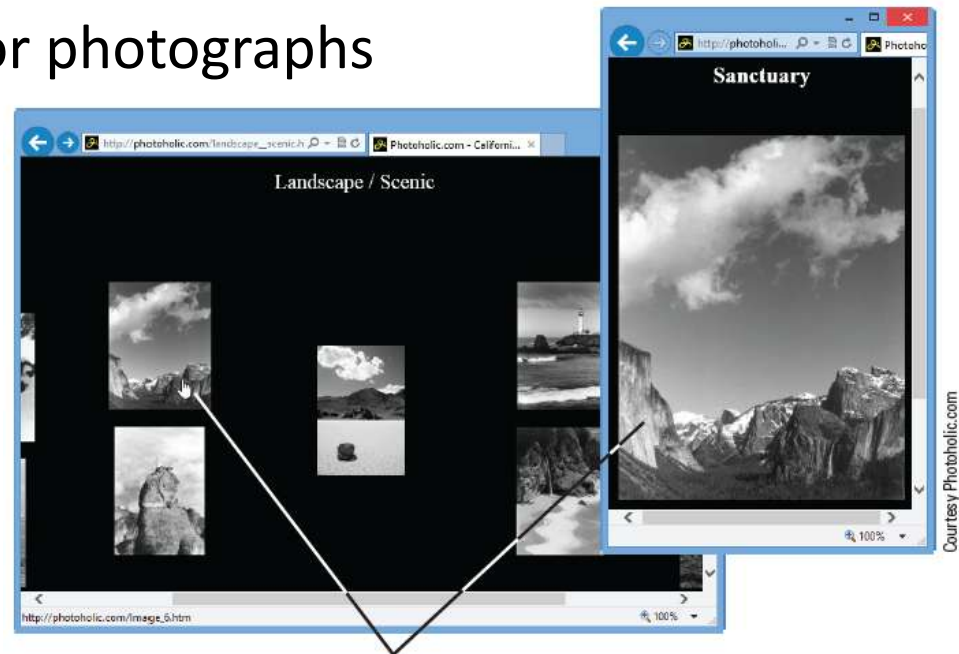 or photographs
http://photoholi...
Photoho
Sanctuary
100%
http://photoholic.com/landscape_scenic.h
Photoholic.com - Californi...
Landscape / Scenic
http://photoholic.com/Image_6.htm
100%
Courtesy Photoholic.com